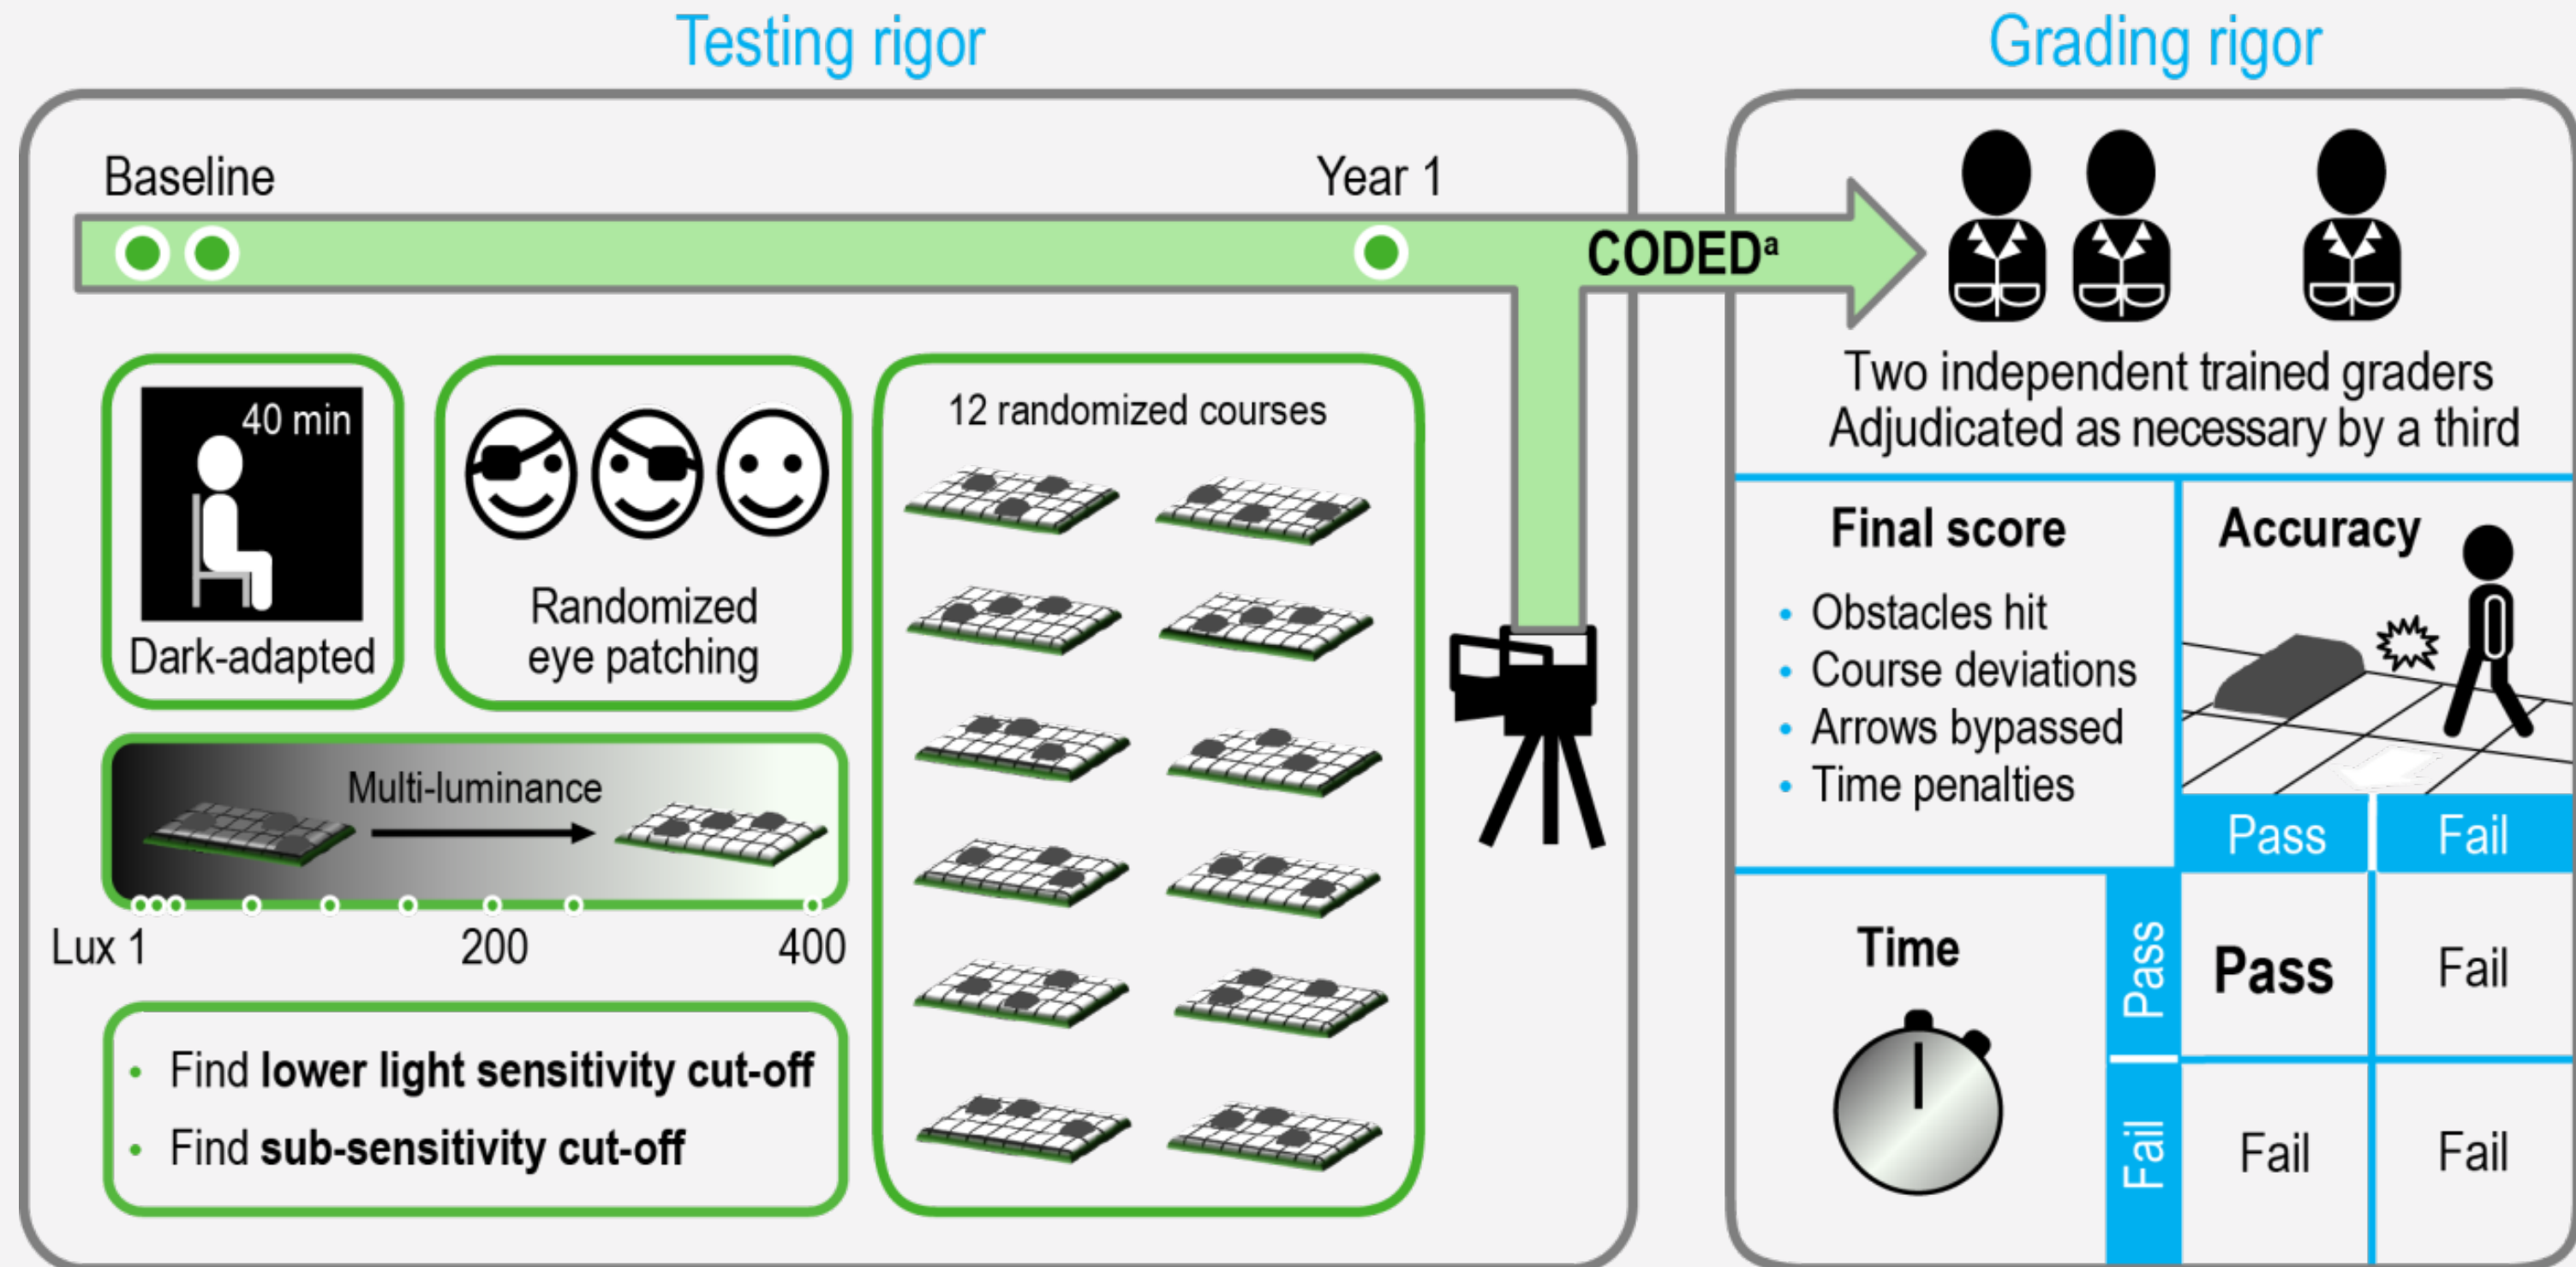 Testing rigor
Baseline
Year 1
CODEDa
40 min
Dark-adapted
Randomized
eye patching
12 randomized courses
Multi-luminance
Lux 1
200
400
• Find lower light sensitivity cut-off
• Find sub-sensitivity cut-off
Grading rigor
Two independent trained graders
Adjudicated as necessary by a third
Final score
• Obstacles hit
• Course deviations
• Arrows bypassed
• Time penalties
Accuracy
Pass
Fail
Time
Pass
Pass
Fail
Fail
Fail
Fail